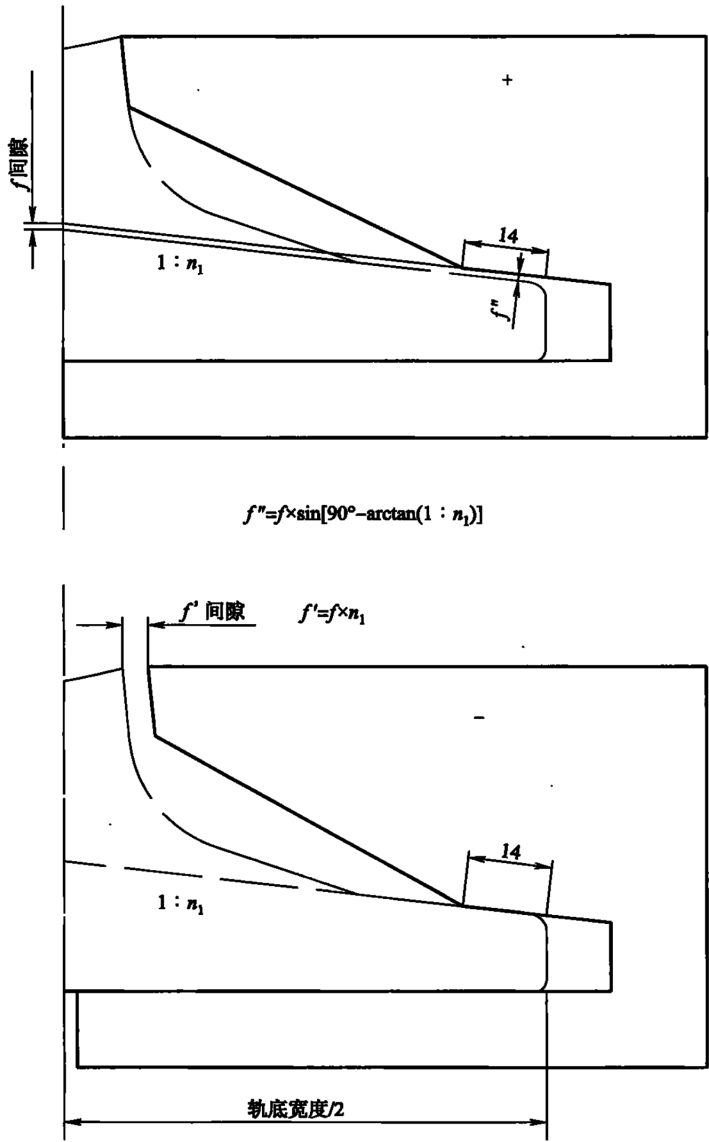 +
f间隙
14
1：n₁
f″
f″=f×sin[90°−arctan(1：n₁)]
f’间隙 f′=f×n₁
−
14
1：n₁
轨底宽度/2